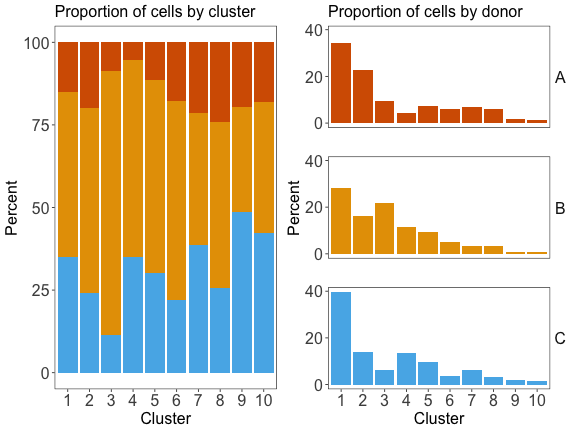 Proportion of cells by cluster
Percent
100
75
50
25
0
1 2 3 4 5 6 7 8 9 10
Cluster
Proportion of cells by donor
Percent
40
20
0
A
40
20
0
B
40
20
0
C
1 2 3 4 5 6 7 8 9 10
Cluster